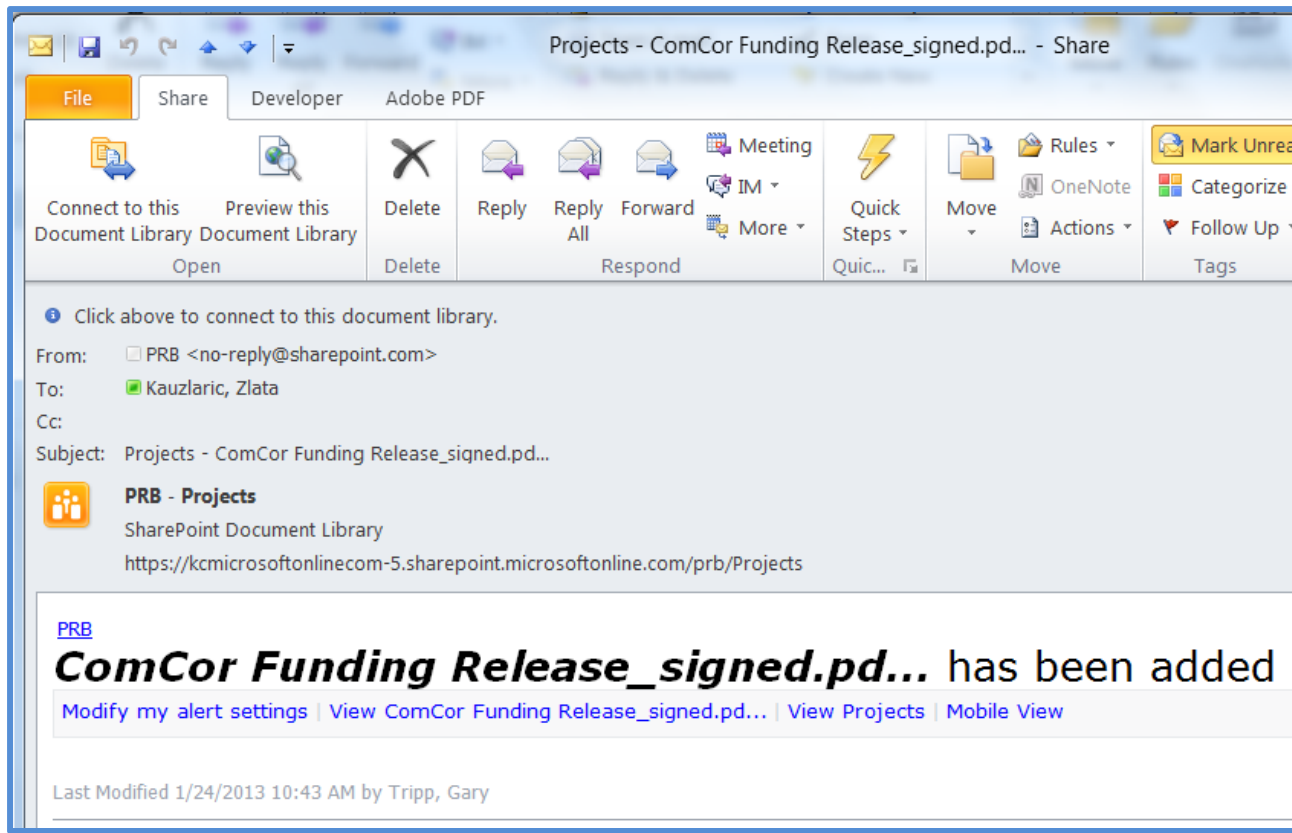 Projects - ComCor Funding Release_signed.pd... - Share
File Share Developer Adobe PDF
Connect to this Document Library
Preview this Document Library
Open
Delete
Delete
Reply
Reply All
Forward
Meeting
IM
More
Respond
Quick Steps
Quic...
Move
Rules
OneNote
Actions
Move
Mark Unrea
Categorize
Follow Up
Tags
Click above to connect to this document library.
From: PRB <no-reply@sharepoint.com>
To: Kauzlaric, Zlata
Cc:
Subject: Projects - ComCor Funding Release_signed.pd...
PRB - Projects
SharePoint Document Library
https://kcmicrosoftonlinecom-5.sharepoint.microsoftonline.com/prb/Projects
PRB
ComCor Funding Release_signed.pd... has been added
Modify my alert settings | View ComCor Funding Release_signed.pd... | View Projects | Mobile View
Last Modified 1/24/2013 10:43 AM by Tripp, Gary